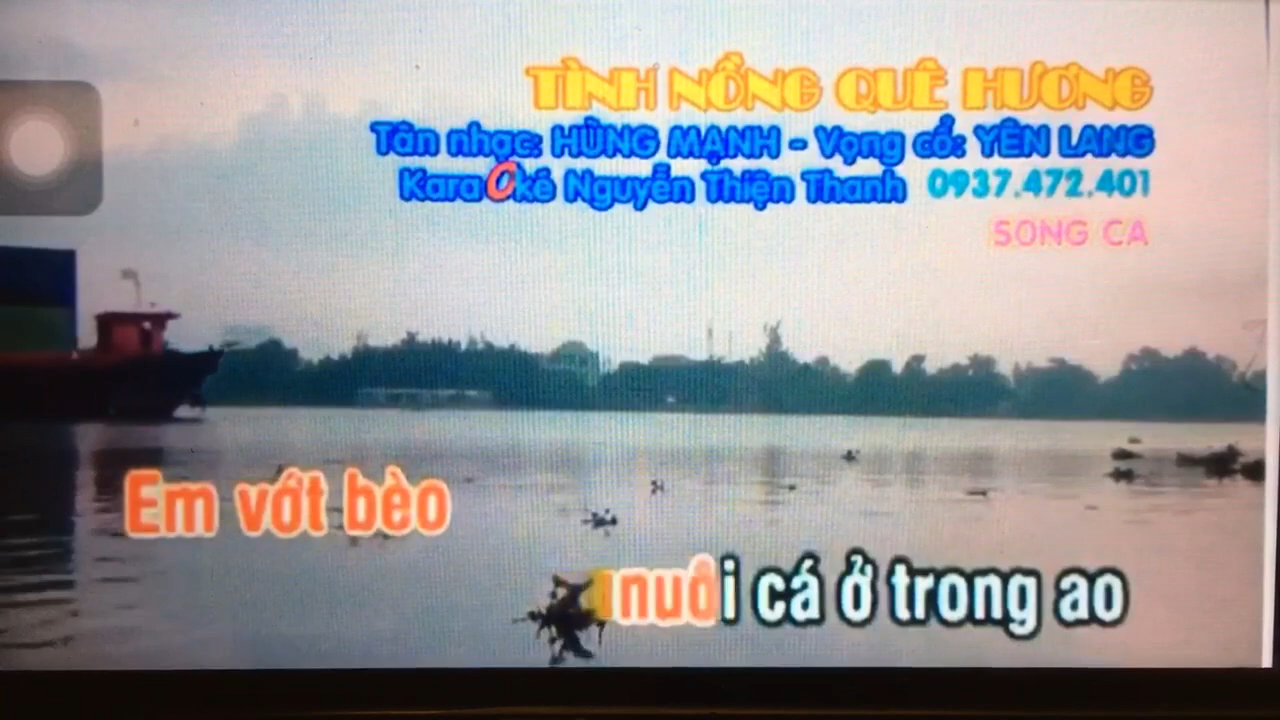 TÌNH NỒNG QUÊ HƯƠNG
Tân nhạc: HÙNG MẠNH - Vọng cổ: YÊN LANG
KaraOké Nguyễn Thiện Thanh 0937.472.401
SONG CA
Em vớt bèo
nuôi cá ở trong ao